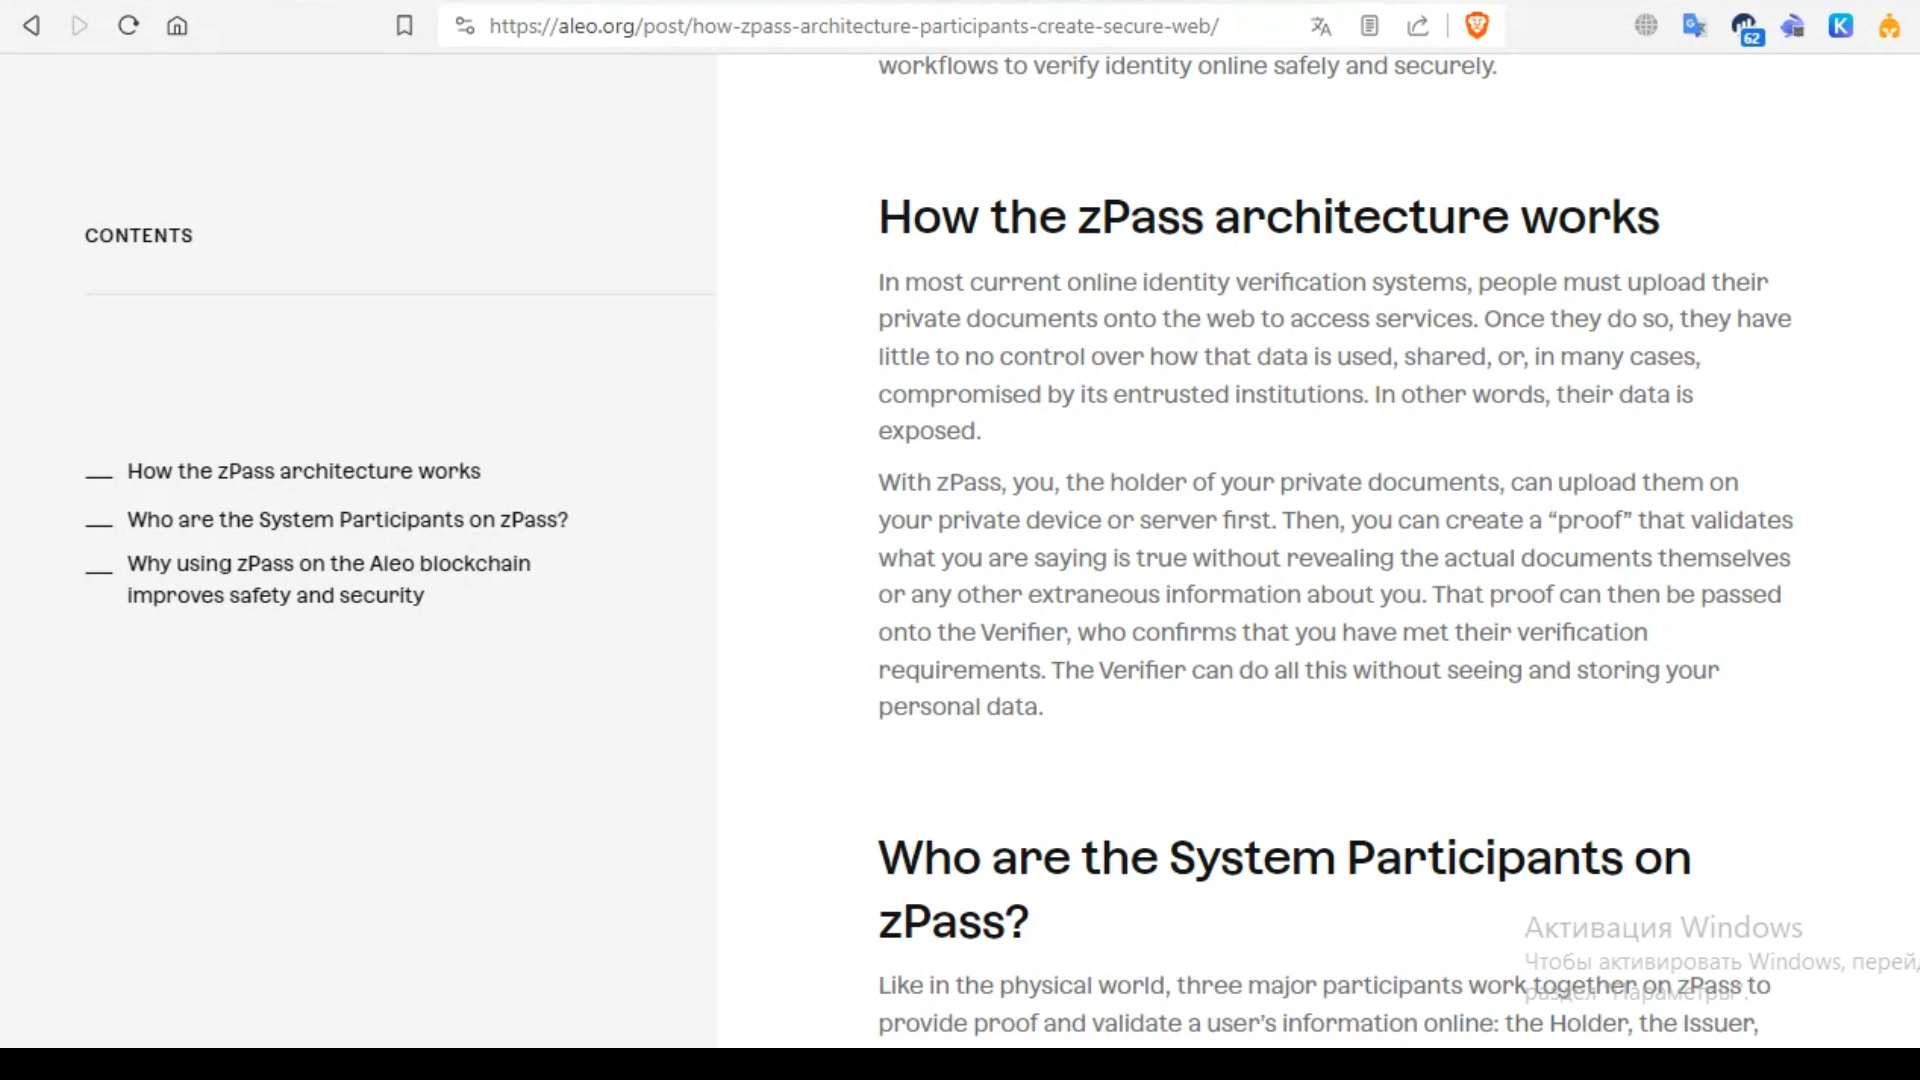 https://aleo.org/post/how-zpass-architecture-participants-create-secure-web/
62
K
workflows to verify identity online safely and securely.
CONTENTS
How the zPass architecture works
Who are the System Participants on zPass?
Why using zPass on the Aleo blockchain
improves safety and security
How the zPass architecture works
In most current online identity verification systems, people must upload their
private documents onto the web to access services. Once they do so, they have
little to no control over how that data is used, shared, or, in many cases,
compromised by its entrusted institutions. In other words, their data is
exposed.
With zPass, you, the holder of your private documents, can upload them on
your private device or server first. Then, you can create a “proof” that validates
what you are saying is true without revealing the actual documents themselves
or any other extraneous information about you. That proof can then be passed
onto the Verifier, who confirms that you have met their verification
requirements. The Verifier can do all this without seeing and storing your
personal data.
Who are the System Participants on
zPass?
Like in the physical world, three major participants work together on zPass to
provide proof and validate a user’s information online: the Holder, the Issuer,
Активация Windows
Чтобы активировать Windows, перей
раздел "Параметры".